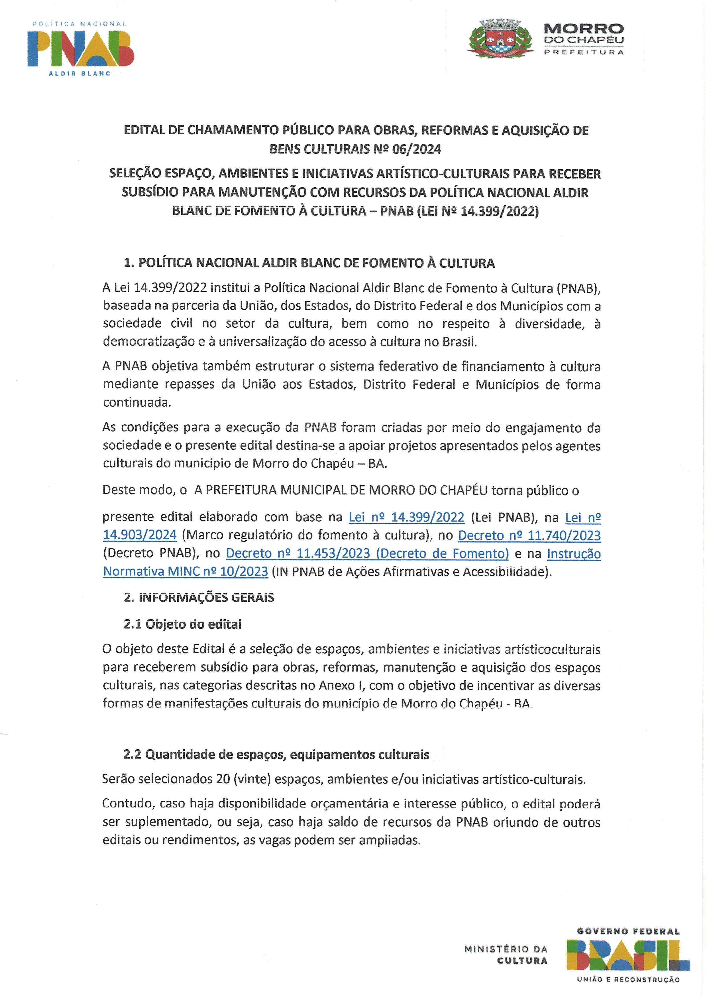 POLÍTICA NACIONAL
PNAB
ALDIR BLANC
MORRO DO CHAPÉU
MORRO
DO CHAPÉU
PREFEITURA
EDITAL DE CHAMAMENTO PÚBLICO PARA OBRAS, REFORMAS E AQUISIÇÃO DE
BENS CULTURAIS Nº 06/2024
SELEÇÃO ESPAÇO, AMBIENTES E INICIATIVAS ARTÍSTICO-CULTURAIS PARA RECEBER
SUBSÍDIO PARA MANUTENÇÃO COM RECURSOS DA POLÍTICA NACIONAL ALDIR
BLANC DE FOMENTO À CULTURA – PNAB (LEI Nº 14.399/2022)
1. POLÍTICA NACIONAL ALDIR BLANC DE FOMENTO À CULTURA
A Lei 14.399/2022 institui a Política Nacional Aldir Blanc de Fomento à Cultura (PNAB),
baseada na parceria da União, dos Estados, do Distrito Federal e dos Municípios com a
sociedade civil no setor da cultura, bem como no respeito à diversidade, à
democratização e à universalização do acesso à cultura no Brasil.
A PNAB objetiva também estruturar o sistema federativo de financiamento à cultura
mediante repasses da União aos Estados, Distrito Federal e Municípios de forma
continuada.
As condições para a execução da PNAB foram criadas por meio do engajamento da
sociedade e o presente edital destina-se a apoiar projetos apresentados pelos agentes
culturais do município de Morro do Chapéu – BA.
Deste modo, o A PREFEITURA MUNICIPAL DE MORRO DO CHAPÉU torna público o
presente edital elaborado com base na Lei nº 14.399/2022 (Lei PNAB), na Lei nº
14.903/2024 (Marco regulatório do fomento à cultura), no Decreto nº 11.740/2023
(Decreto PNAB), no Decreto nº 11.453/2023 (Decreto de Fomento) e na Instrução
Normativa MINC nº 10/2023 (IN PNAB de Ações Afirmativas e Acessibilidade).
2. INFORMAÇÕES GERAIS
2.1 Objeto do edital
O objeto deste Edital é a seleção de espaços, ambientes e iniciativas artísticoculturais
para receberem subsídio para obras, reformas, manutenção e aquisição dos espaços
culturais, nas categorias descritas no Anexo I, com o objetivo de incentivar as diversas
formas de manifestações culturais do município de Morro do Chapéu - BA.
2.2 Quantidade de espaços, equipamentos culturais
Serão selecionados 20 (vinte) espaços, ambientes e/ou iniciativas artístico-culturais.
Contudo, caso haja disponibilidade orçamentária e interesse público, o edital poderá
ser suplementado, ou seja, caso haja saldo de recursos da PNAB oriundo de outros
editais ou rendimentos, as vagas podem ser ampliadas.
MINISTÉRIO DA
CULTURA
GOVERNO FEDERAL
BRASIL
UNIÃO E RECONSTRUÇÃO